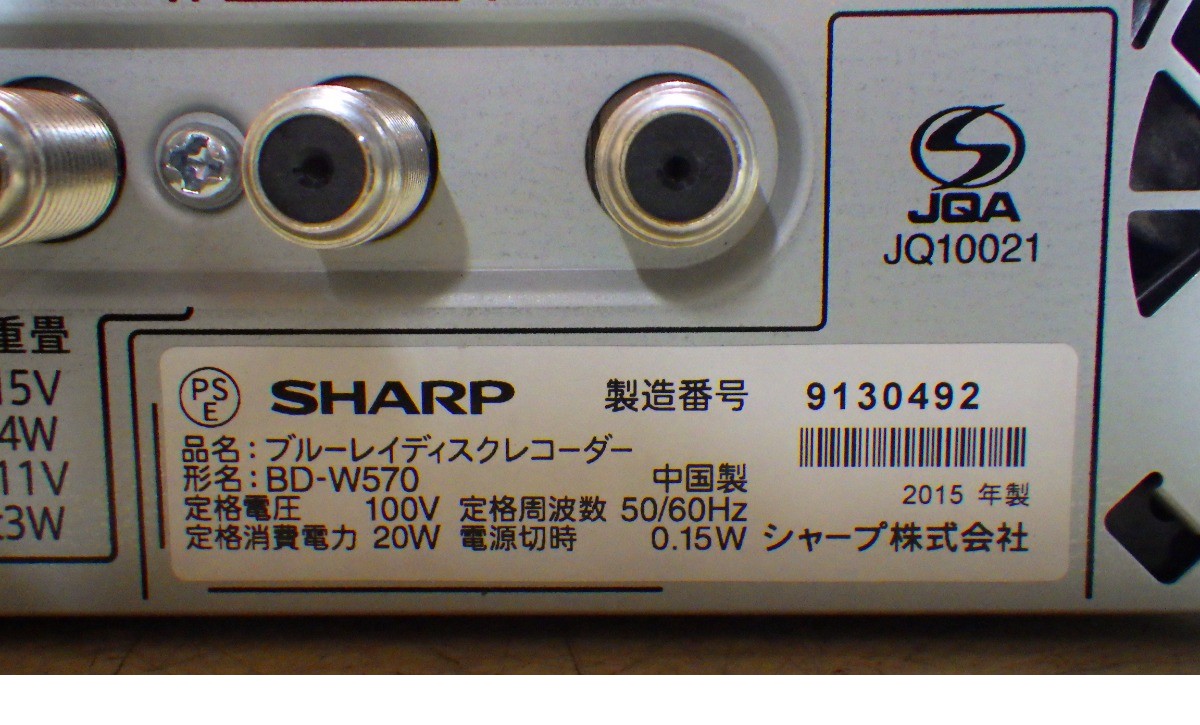 JQA
JQ10021
重畳
15V
4W
11V
3W
PSE SHARP 製造番号 9130492
品名：ブルーレイディスクレコーダー
形名：BD-W570 中国製
2015 年製
定格電圧 100V 定格周波数 50/60Hz
定格消費電力 20W 電源切時 0.15W シャープ株式会社